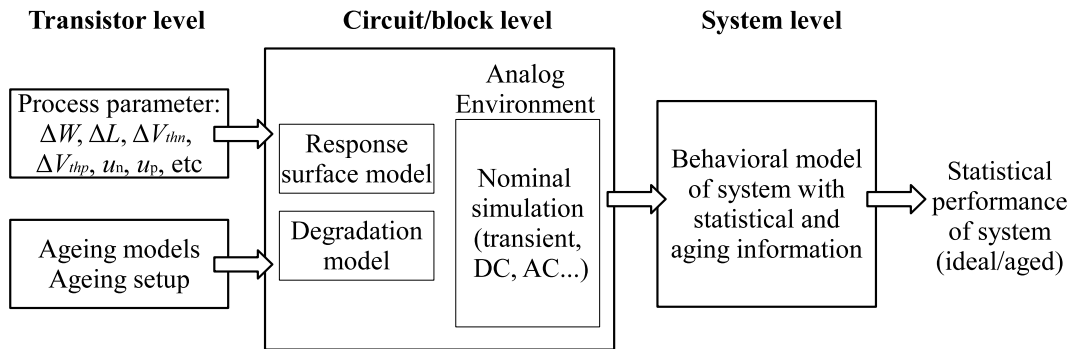 Transistor level
Circuit/block level
System level
Process parameter:
ΔW, ΔL, ΔVthn,
ΔVthp, un, up, etc
Ageing models
Ageing setup
Response
surface model
Degradation
model
Analog
Environment
Nominal
simulation
(transient,
DC, AC...)
Behavioral model
of system with
statistical and
aging information
Statistical
performance
of system
(ideal/aged)